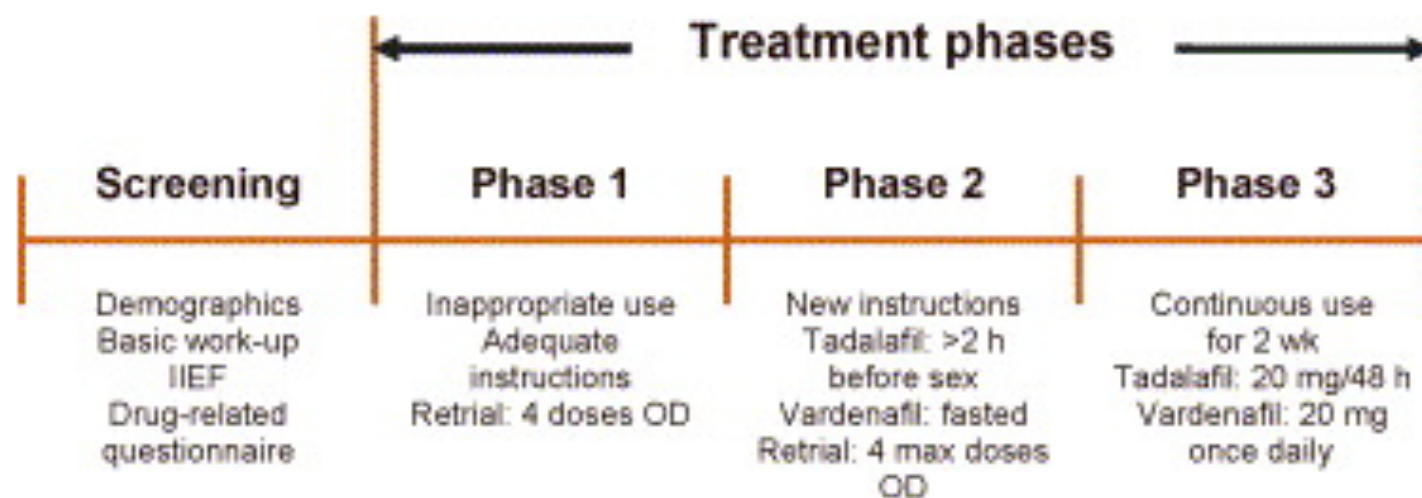 Treatment phases
Screening
Demographics
Basic work-up
IIEF
Drug-related
questionnaire
Phase 1
Inappropriate use
Adequate
instructions
Retrial: 4 doses OD
Phase 2
New instructions
Tadalafil: >2 h
before sex
Vardenafil: fasted
Retrial: 4 max doses
OD
Phase 3
Continuous use
for 2 wk
Tadalafil: 20 mg/48 h
Vardenafil: 20 mg
once daily